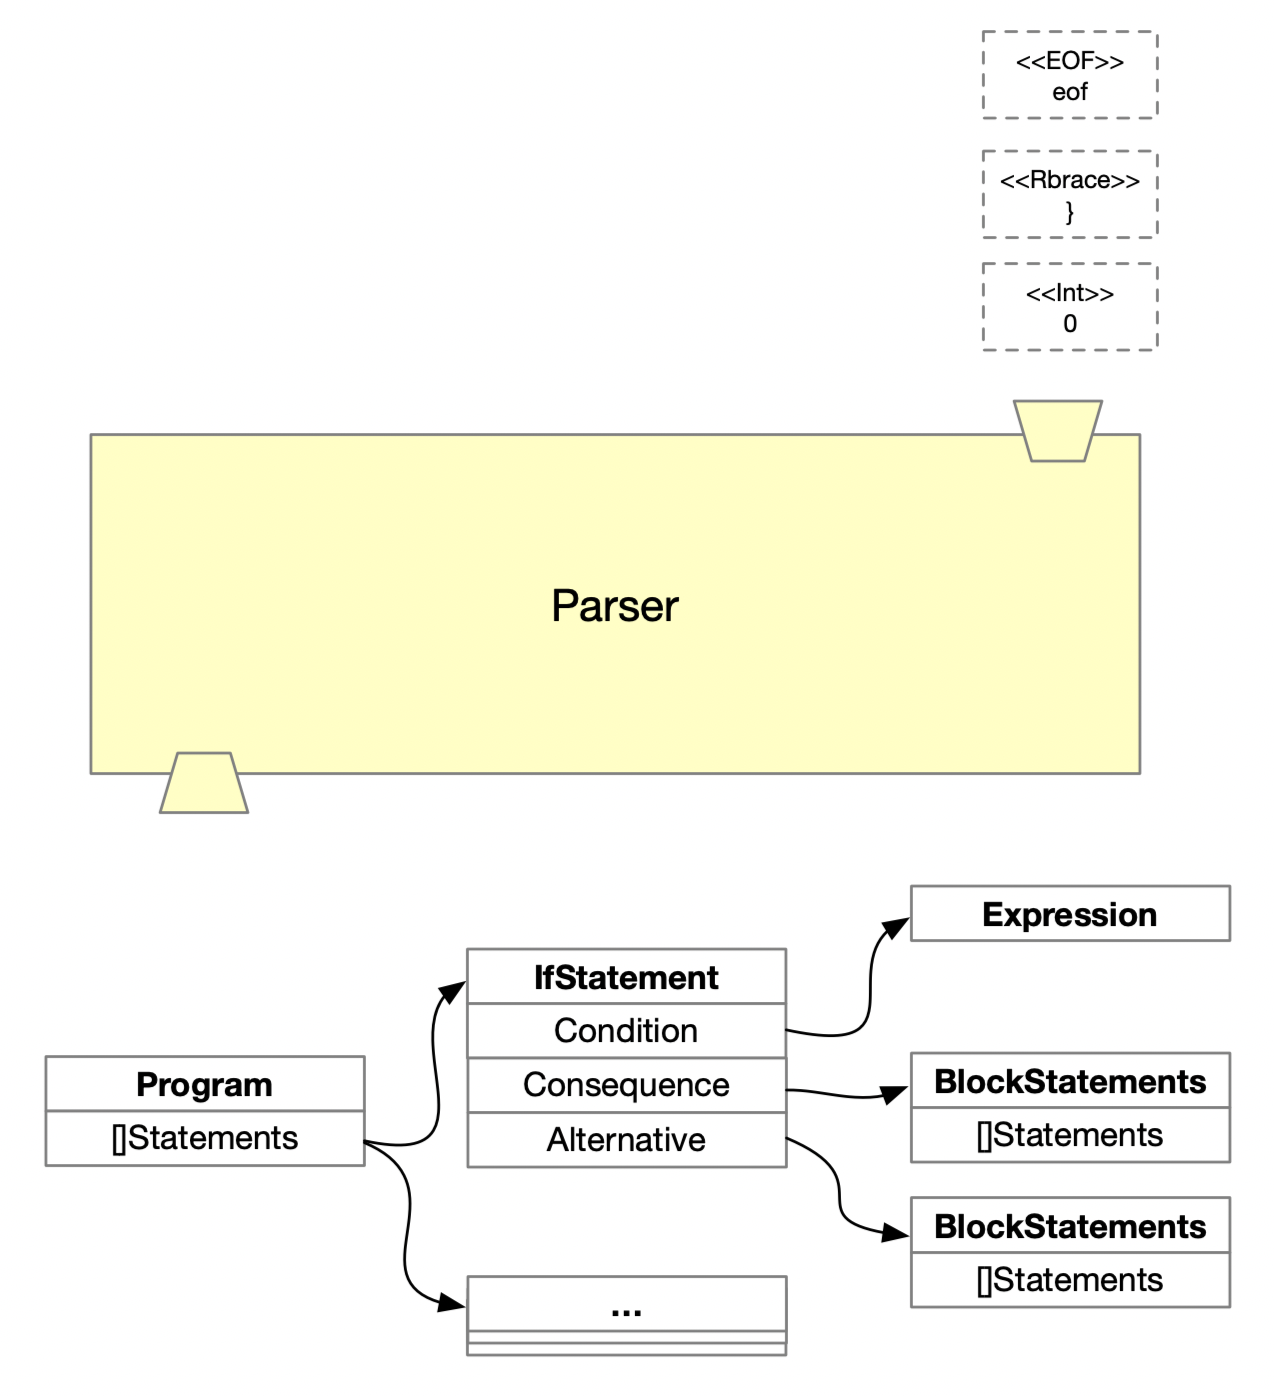 <<EOF>>
eof
<<Rbrace>>
}
<<Int>>
0
Parser
Expression
IfStatement
Condition
Consequence
Alternative
Program
[]Statements
BlockStatements
[]Statements
BlockStatements
[]Statements
...